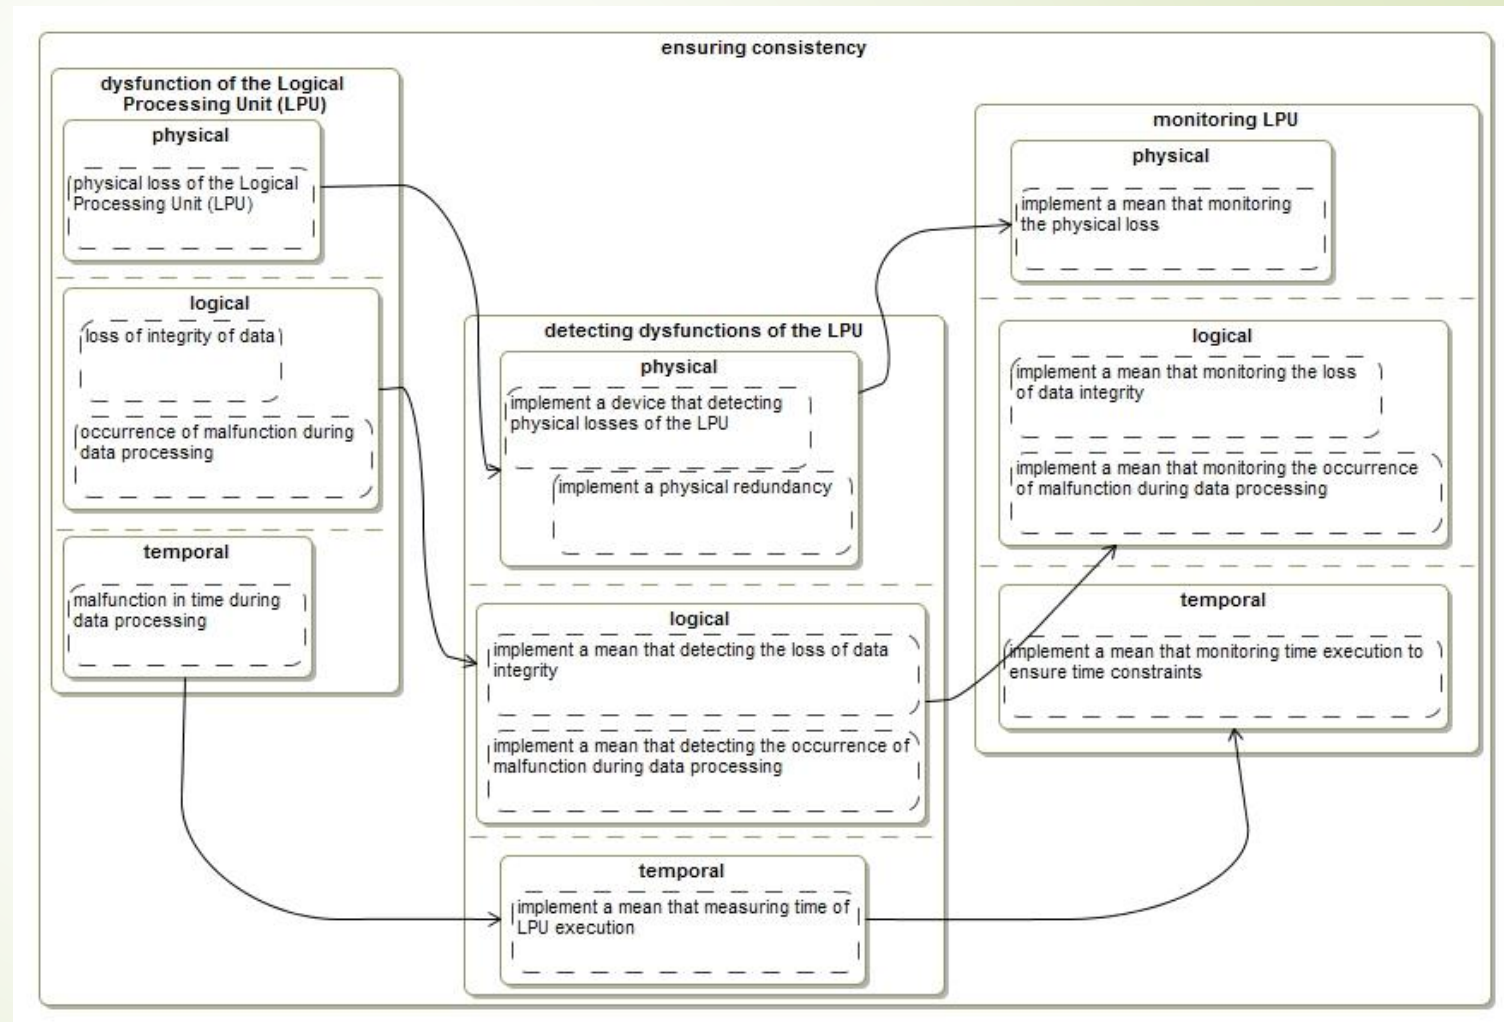 ensuring consistency
dysfunction of the Logical
Processing Unit (LPU)
physical
physical loss of the Logical
Processing Unit (LPU)
logical
loss of integrity of data
occurrence of malfunction during
data processing
temporal
malfunction in time during
data processing
detecting dysfunctions of the LPU
physical
implement a device that detecting
physical losses of the LPU
implement a physical redundancy
logical
implement a mean that detecting the loss of data
integrity
implement a mean that detecting the occurrence of
malfunction during data processing
temporal
implement a mean that measuring time of
LPU execution
monitoring LPU
physical
implement a mean that monitoring
the physical loss
logical
implement a mean that monitoring the loss
of data integrity
implement a mean that monitoring the occurrence
of malfunction during data processing
temporal
implement a mean that monitoring time execution to
ensure time constraints